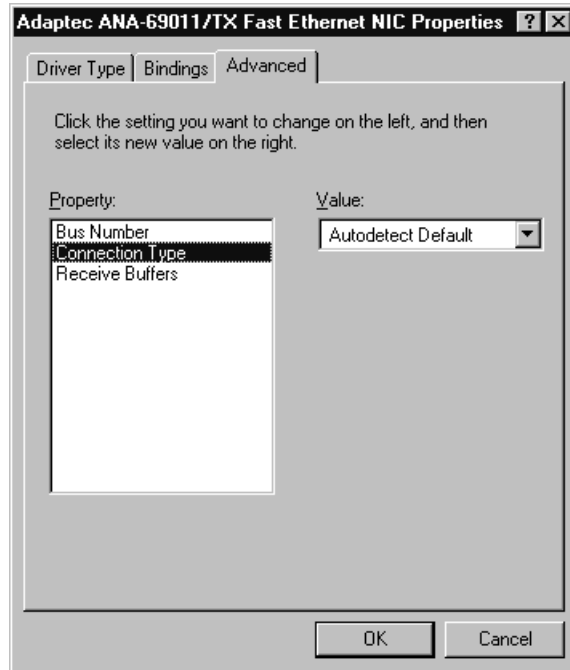 Adaptec ANA-69011/TX Fast Ethernet NIC Properties ? ×
Driver Type Bindings Advanced
Click the setting you want to change on the left, and then
select its new value on the right.
Property: Value:
Bus Number
Autodetect Default
Connection Type
Receive Buffers
OK Cancel